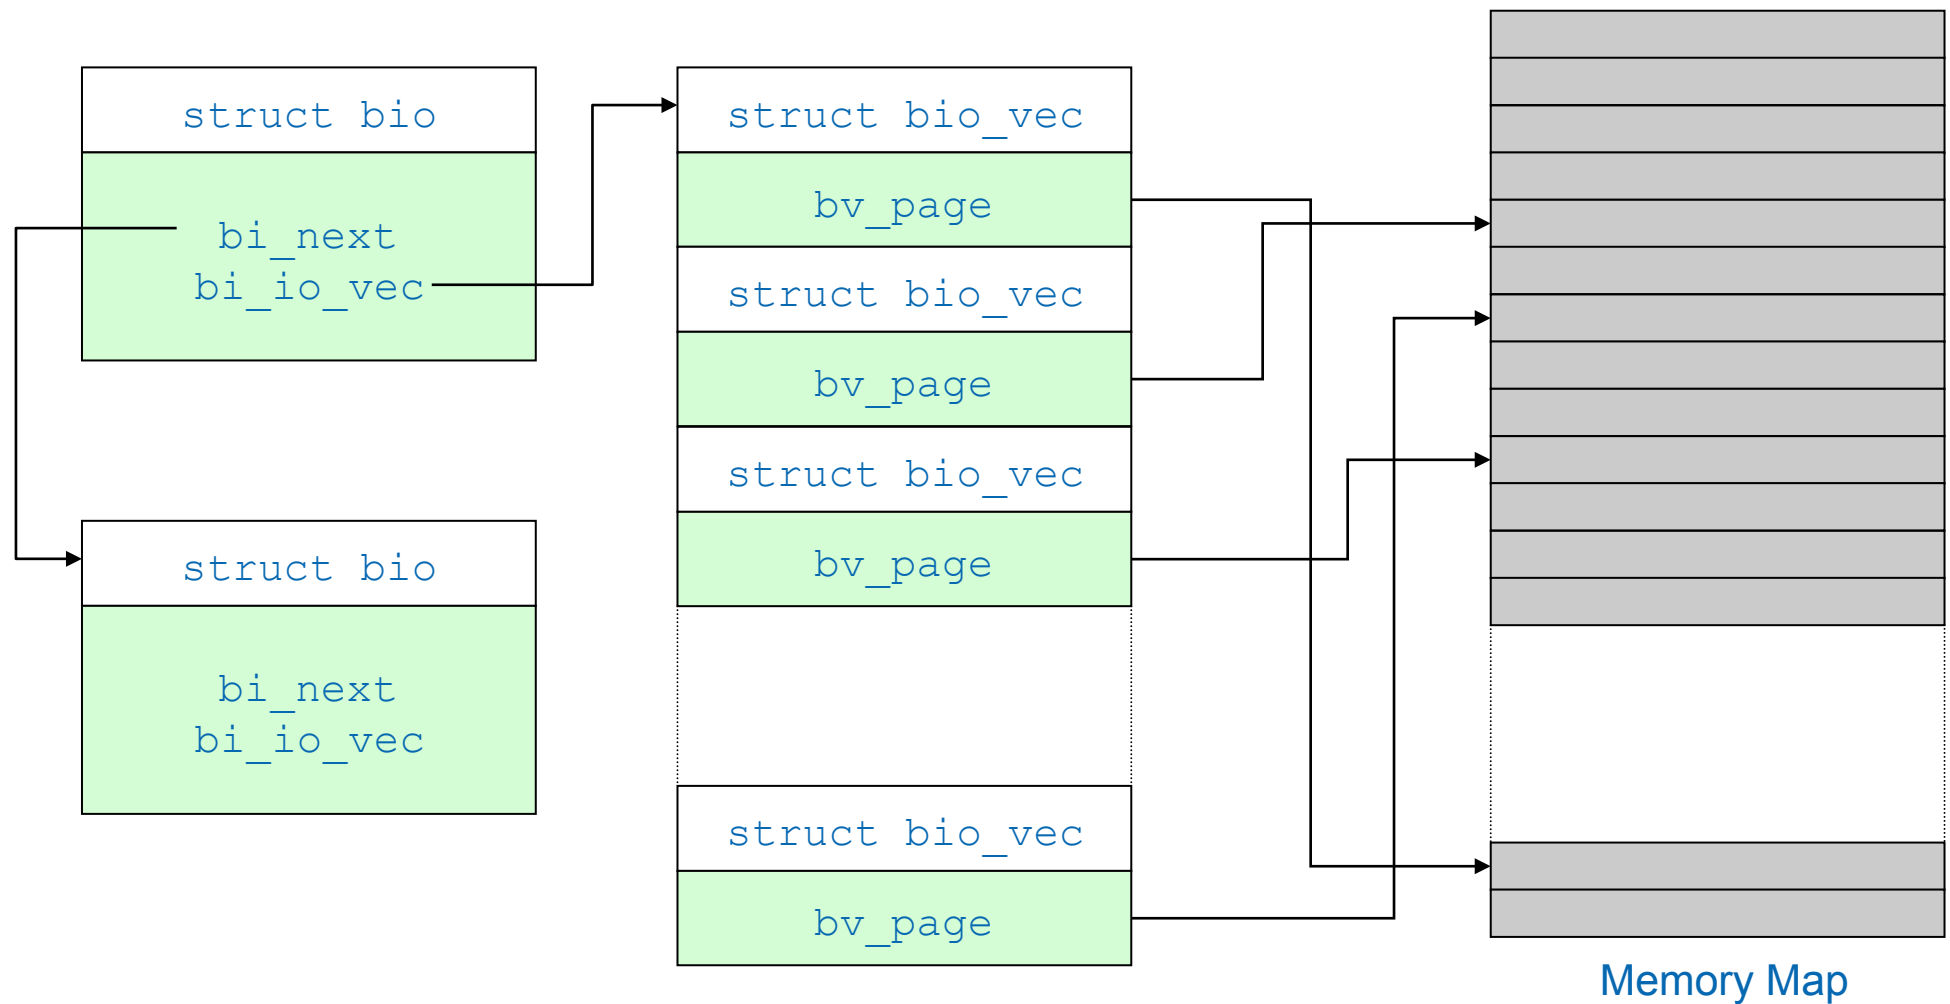 struct bio
bi_next
bi_io_vec
struct bio
bi_next
bi_io_vec
struct bio_vec
bv_page
struct bio_vec
bv_page
struct bio_vec
bv_page
struct bio_vec
bv_page
Memory Map